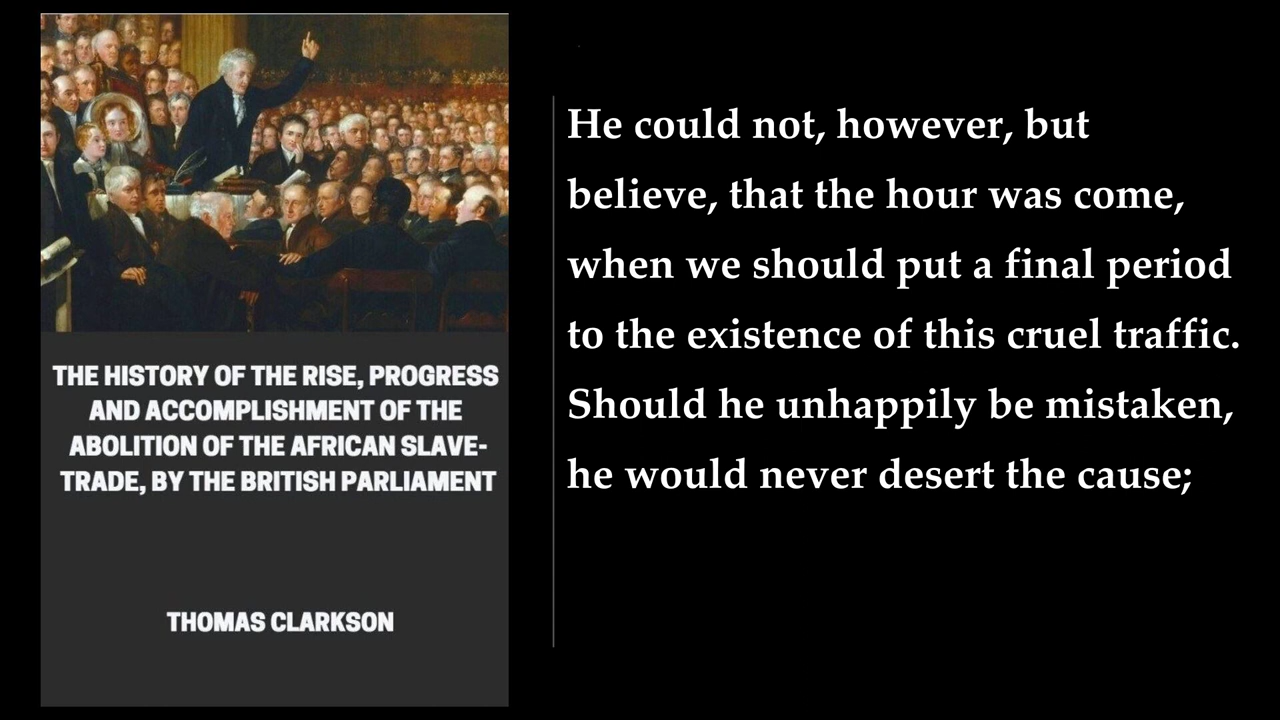 THE HISTORY OF THE RISE, PROGRESS
AND ACCOMPLISHMENT OF THE
ABOLITION OF THE AFRICAN SLAVE-
TRADE, BY THE BRITISH PARLIAMENT
THOMAS CLARKSON
He could not, however, but
believe, that the hour was come,
when we should put a final period
to the existence of this cruel traffic.
Should he unhappily be mistaken,
he would never desert the cause;